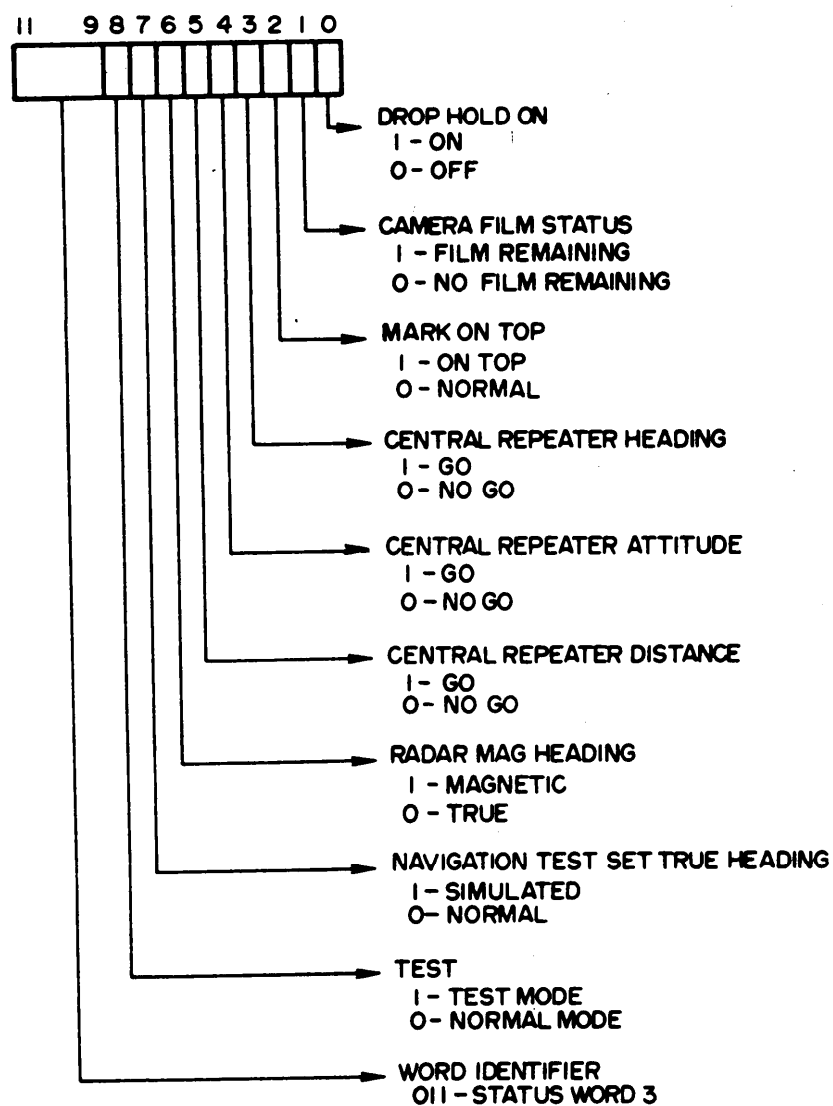 11 9 8 7 6 5 4 3 2 1 0
DROP HOLD ON
1 - ON
0 - OFF
CAMERA FILM STATUS
1 - FILM REMAINING
0 - NO FILM REMAINING
MARK ON TOP
1 - ON TOP
0 - NORMAL
CENTRAL REPEATER HEADING
1 - GO
0 - NO GO
CENTRAL REPEATER ATTITUDE
1 - GO
0 - NO GO
CENTRAL REPEATER DISTANCE
1 - GO
0 - NO GO
RADAR MAG HEADING
1 - MAGNETIC
0 - TRUE
NAVIGATION TEST SET TRUE HEADING
1 - SIMULATED
0 - NORMAL
TEST
1 - TEST MODE
0 - NORMAL MODE
WORD IDENTIFIER
011 - STATUS WORD 3